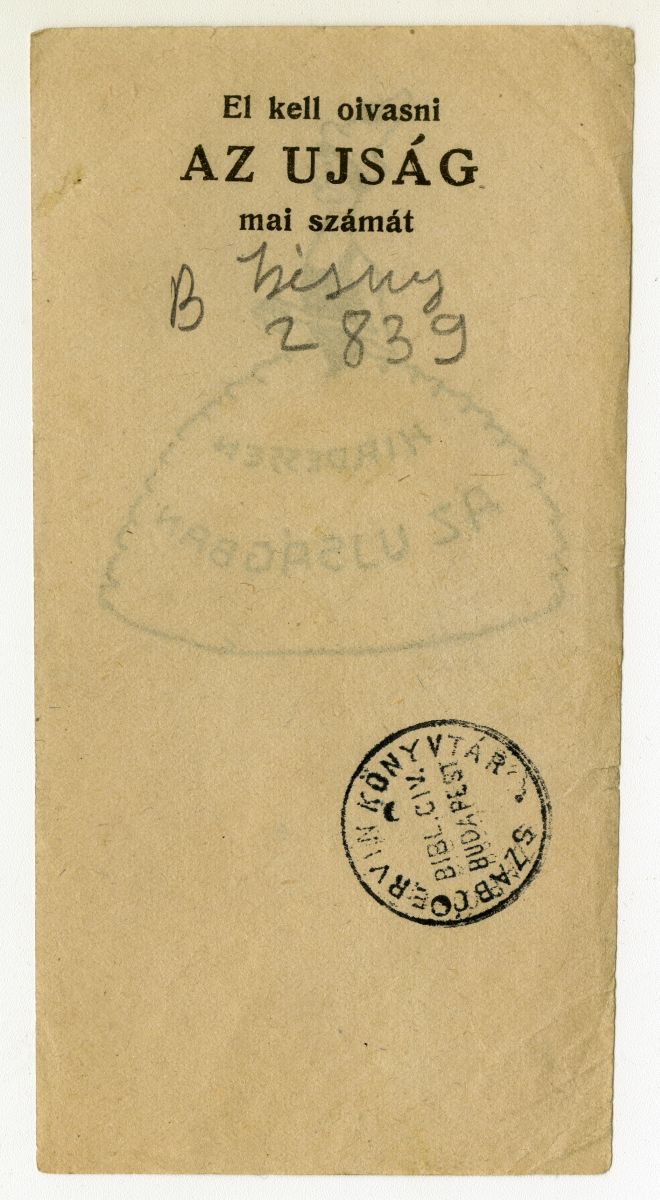 El kell olvasni
AZ UJSÁG
mai számát
B
2839
HIRDESSEN
AZ UJSÁGBAN
SZABÓ ERVIN KÖNYVTÁR
BIBL. CIV.
BUDAPEST